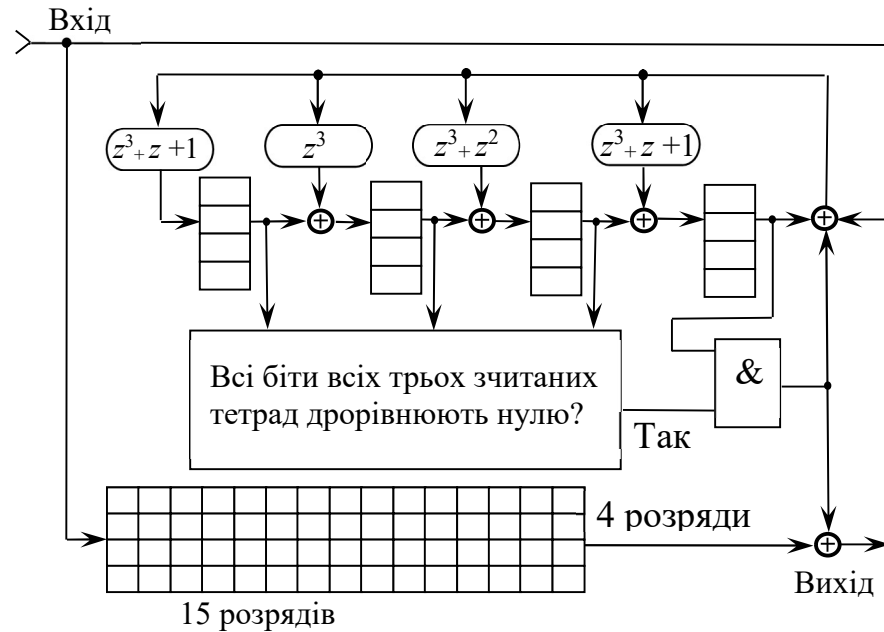 Вхід
z³+z+1
z³
z³+z²
z³+z+1
Всі біти всіх трьох зчитаних
тетрад дрорівнюють нулю?
&
Так
4 розряди
Вихід
15 розрядів